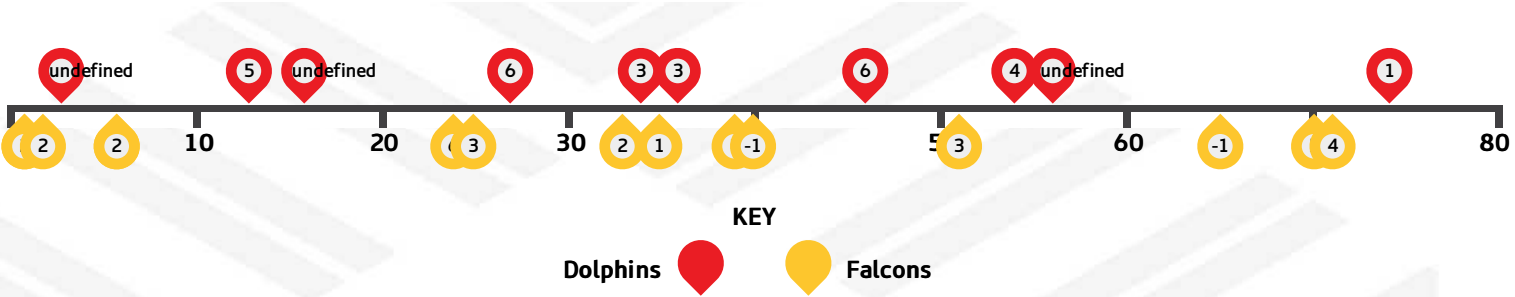 undefined 5 undefined 6 3 3 6 4 undefined 1
2 2 3 2 1 -1 3 -1 4
10 20 30 60 80
KEY
Dolphins Falcons